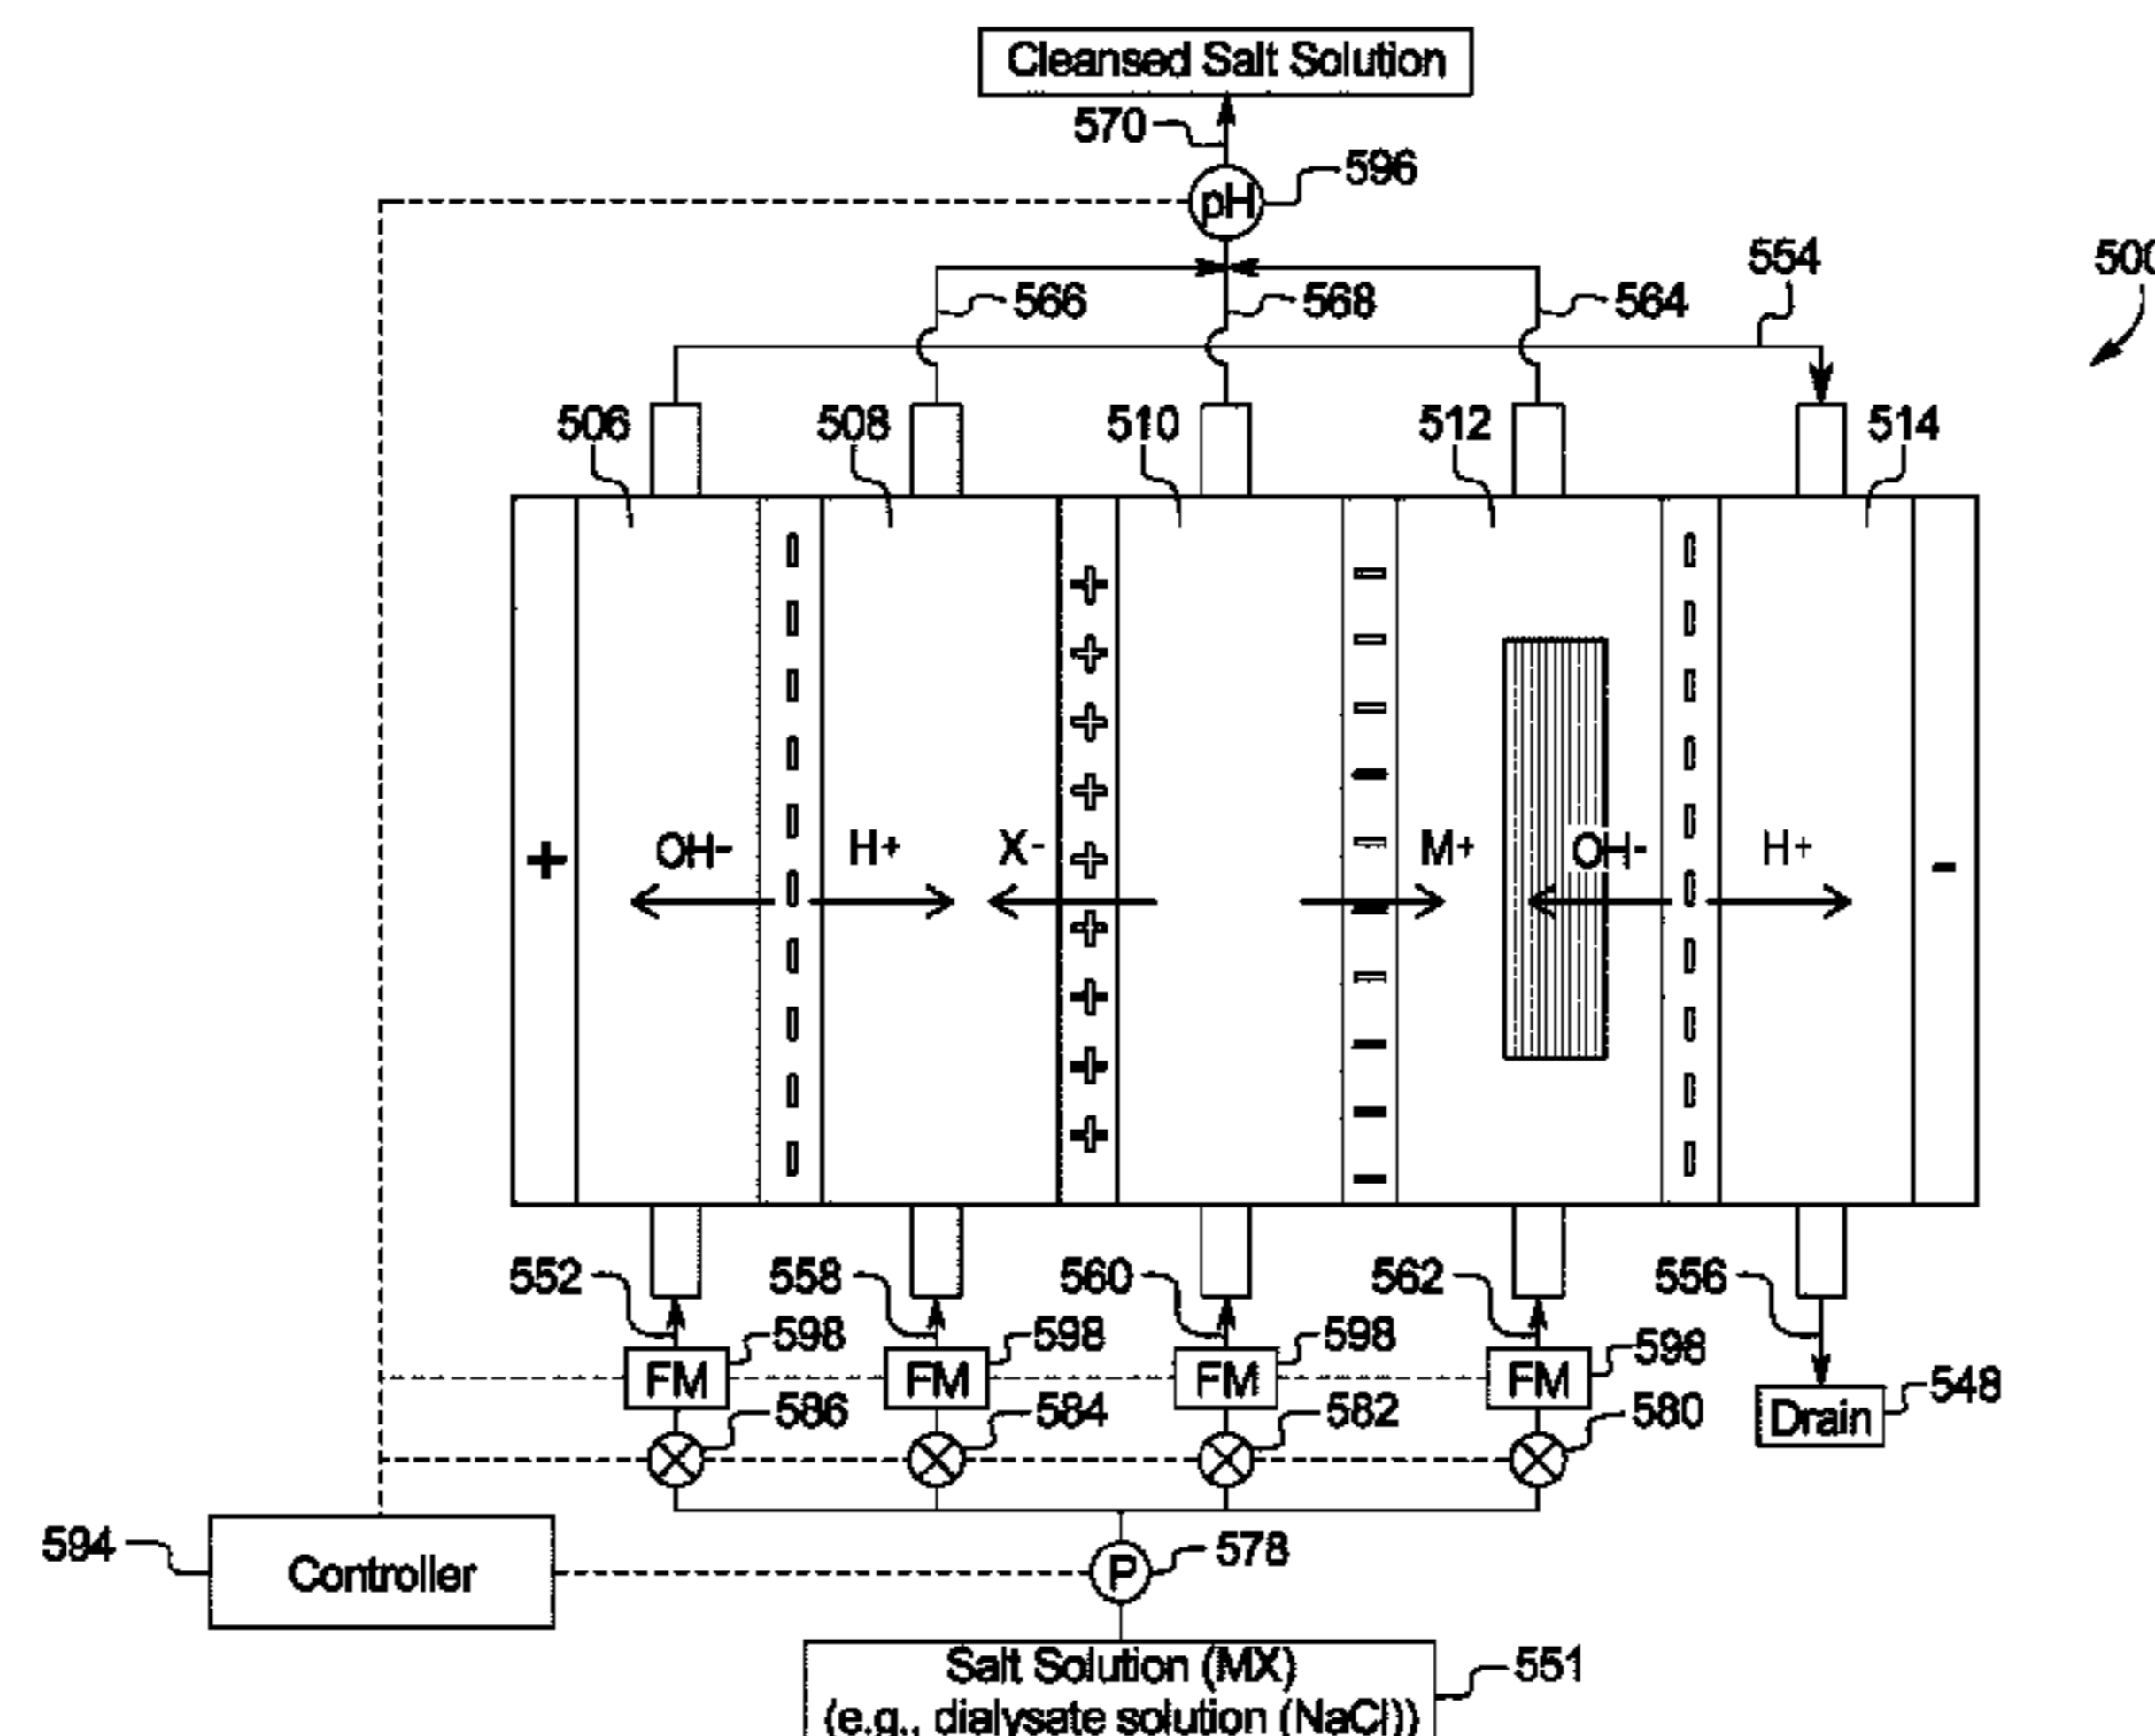 Cleansed Salt Solution
570
596
pH
554
500
566
568
564
506
508
510
512
514
+
OH-
H+
X-
M+
OH-
H+
-
552
558
560
562
556
598
598
598
598
FM
FM
FM
FM
548
586
584
582
580
Drain
594
Controller
P
578
Salt Solution (MX)
551
(e.g., dialysate solution (NaCl))